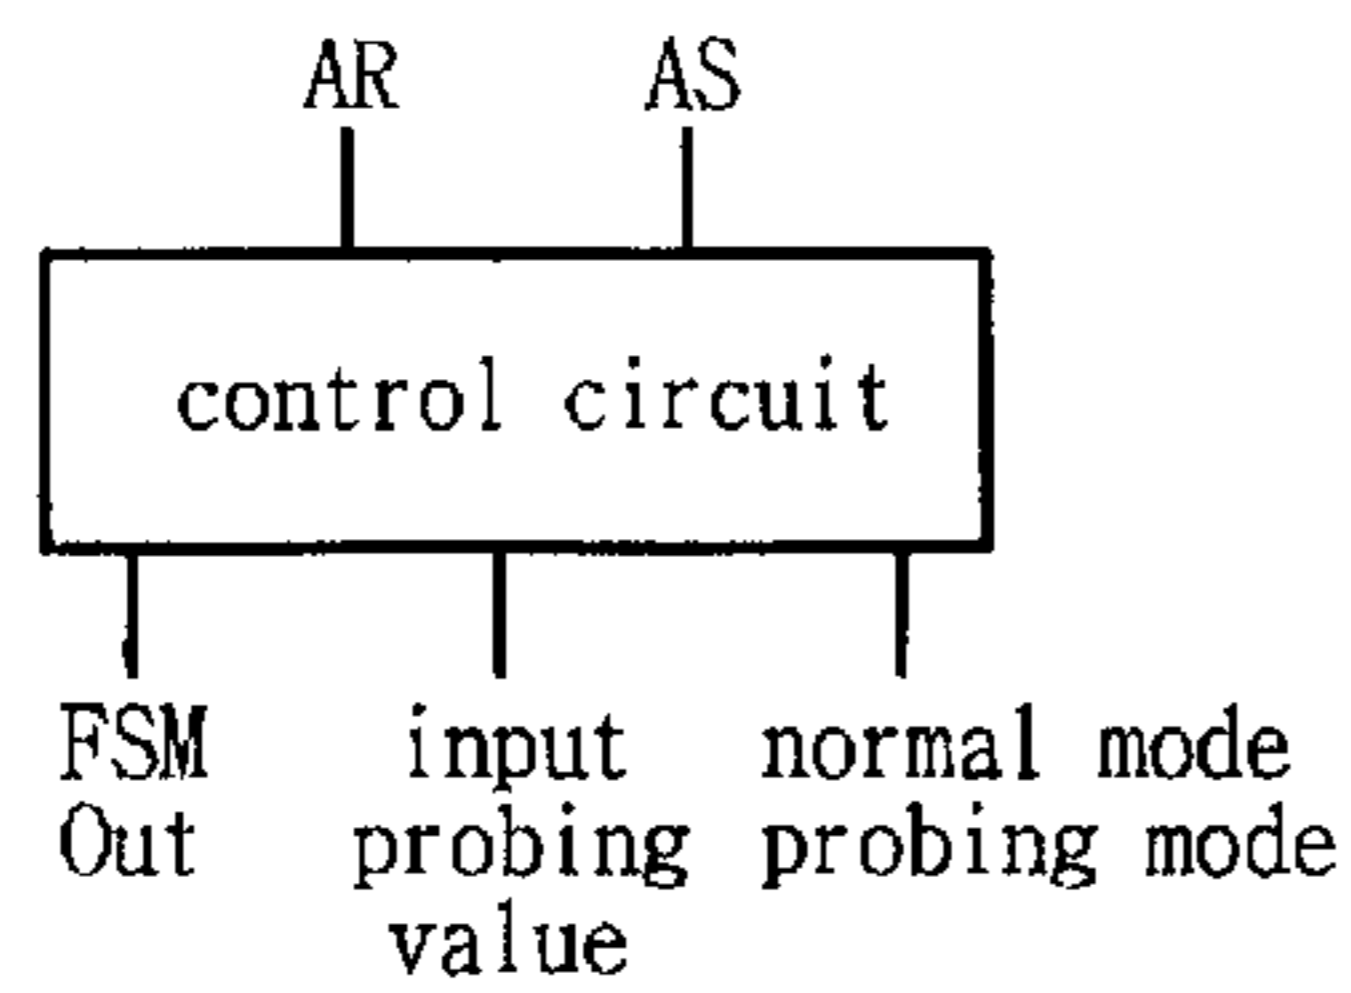 AR AS
control circuit
FSM input normal mode
Out probing probing mode
value